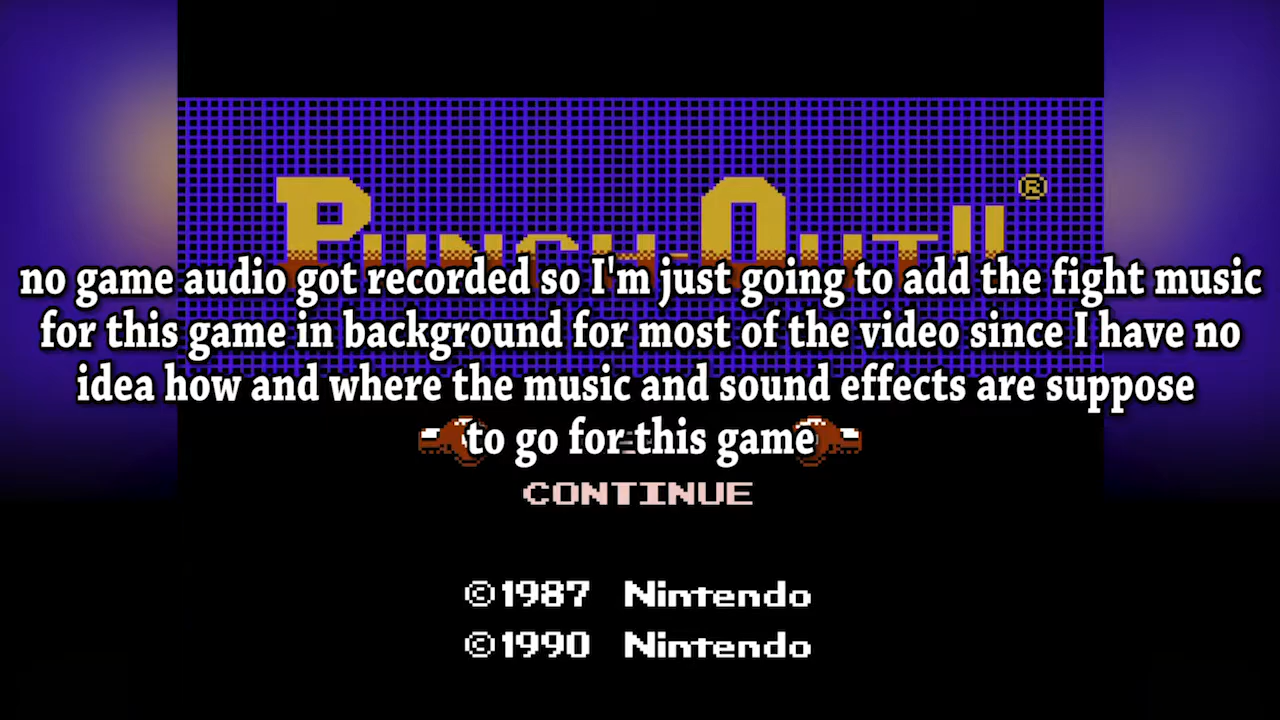 PUNCH-OUT!!®
no game audio got recorded so I'm just going to add the fight music
for this game in background for most of the video since I have no
idea how and where the music and sound effects are suppose
to go for this game
CONTINUE
©1987 Nintendo
©1990 Nintendo